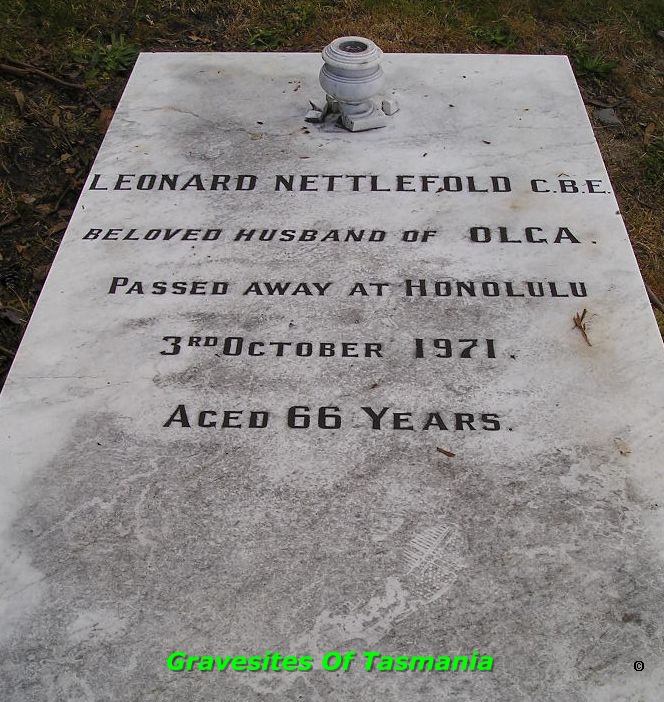 LEONARD NETTLEFOLD C.B.E.
BELOVED HUSBAND OF OLGA.
PASSED AWAY AT HONOLULU
3RD OCTOBER 1971.
AGED 66 YEARS.
Gravesites Of Tasmania
©